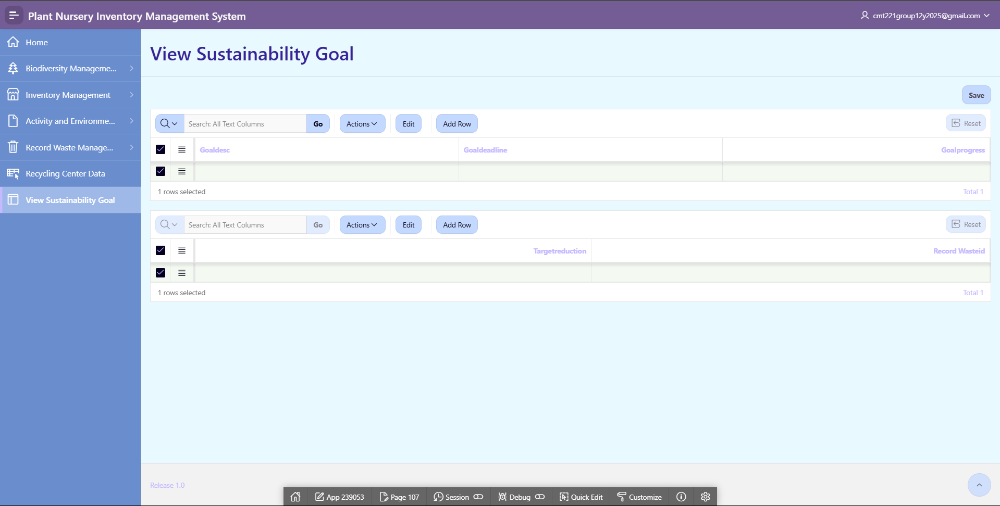 Plant Nursery Inventory Management System
cmt221group12y2025@gmail.com
Home
Biodiversity Manageme...
Inventory Management
Activity and Environme...
Record Waste Manage...
Recycling Center Data
View Sustainability Goal
View Sustainability Goal
Save
Search: All Text Columns Go Actions Edit Add Row Reset
Goaldesc Goaldeadline Goalprogress
1 rows selected Total 1
Search: All Text Columns Go Actions Edit Add Row Reset
Targetreduction Record Wasteid
1 rows selected Total 1
Release 1.0
App 239053 Page 107 Session Debug Quick Edit Customize